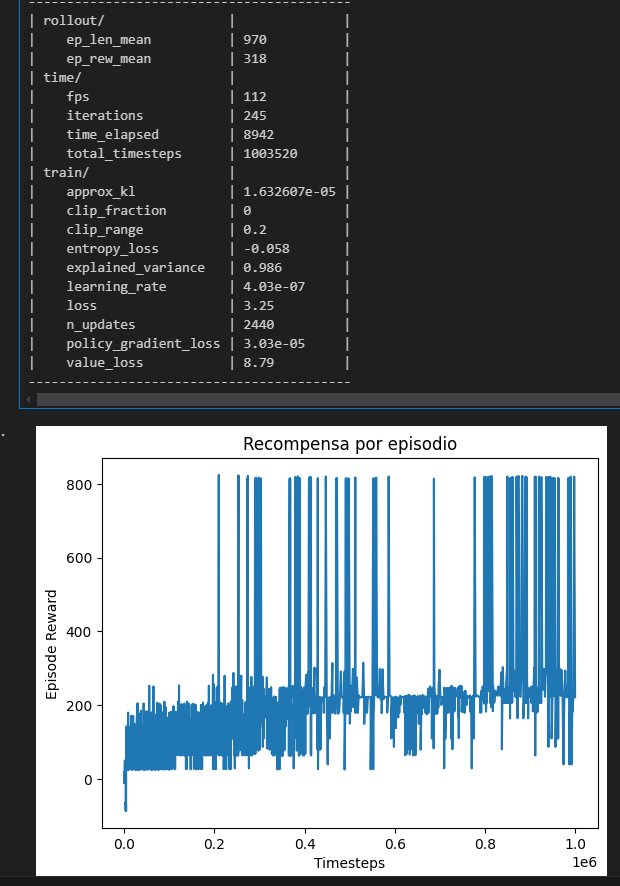 ----------------------------------------
| rollout/                |              |
|    ep_len_mean          | 970          |
|    ep_rew_mean          | 318          |
| time/                   |              |
|    fps                  | 112          |
|    iterations           | 245          |
|    time_elapsed         | 8942         |
|    total_timesteps      | 1003520      |
| train/                  |              |
|    approx_kl            | 1.632607e-05 |
|    clip_fraction        | 0            |
|    clip_range           | 0.2          |
|    entropy_loss         | -0.058       |
|    explained_variance   | 0.986        |
|    learning_rate        | 4.03e-07     |
|    loss                 | 3.25         |
|    n_updates            | 2440         |
|    policy_gradient_loss | 3.03e-05     |
|    value_loss           | 8.79         |
----------------------------------------
Recompensa por episodio
Episode Reward
800
600
400
200
0
0.0 0.2 0.4 0.6 0.8 1.0
1e6
Timesteps